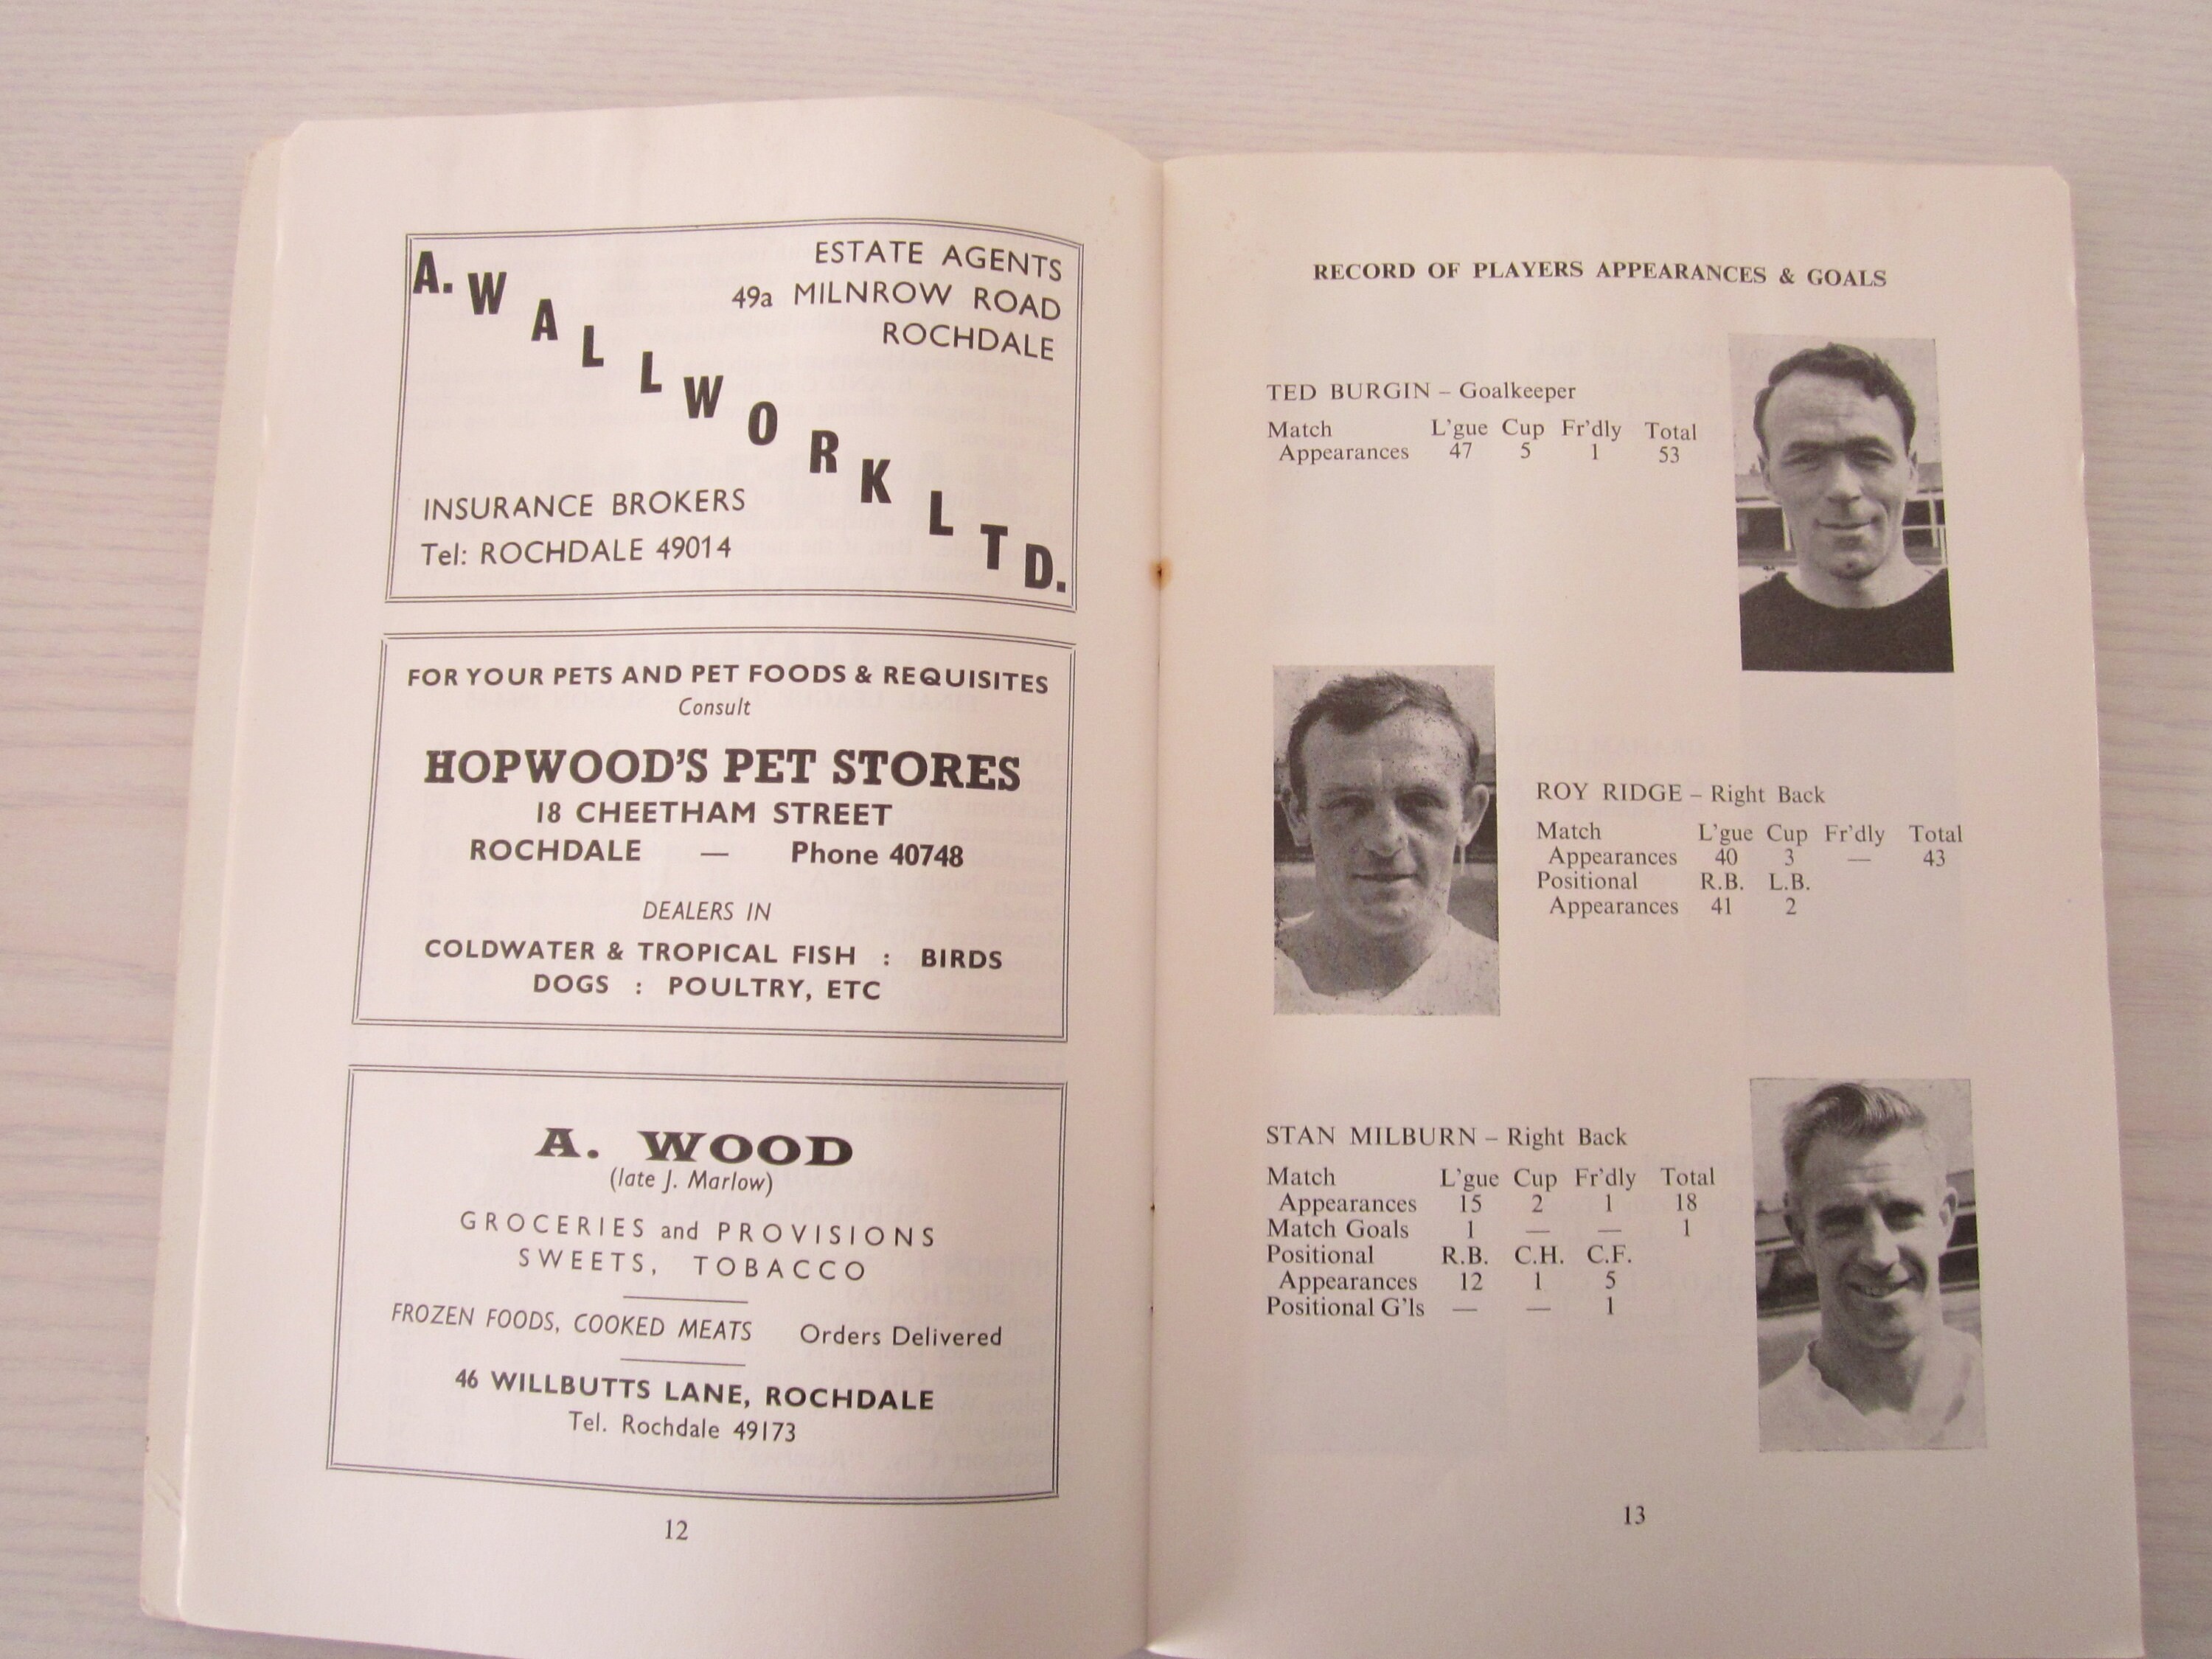 A. WALLWORK LTD.
ESTATE AGENTS
49a MILNROW ROAD
ROCHDALE
INSURANCE BROKERS
Tel: ROCHDALE 49014
FOR YOUR PETS AND PET FOODS & REQUISITES
Consult
HOPWOOD'S PET STORES
18 CHEETHAM STREET
ROCHDALE — Phone 40748
DEALERS IN
COLDWATER & TROPICAL FISH : BIRDS
DOGS : POULTRY, ETC
A. WOOD
(late J. Marlow)
GROCERIES and PROVISIONS
SWEETS, TOBACCO
FROZEN FOODS, COOKED MEATS Orders Delivered
46 WILLBUTTS LANE, ROCHDALE
Tel. Rochdale 49173
12
RECORD OF PLAYERS APPEARANCES & GOALS
TED BURGIN – Goalkeeper
Match L'gue Cup Fr'dly Total
Appearances 47 5 1 53
ROY RIDGE – Right Back
Match L'gue Cup Fr'dly Total
Appearances 40 3 — 43
Positional R.B. L.B.
Appearances 41 2
STAN MILBURN – Right Back
Match L'gue Cup Fr'dly Total
Appearances 15 2 1 18
Match Goals 1 — — 1
Positional R.B. C.H. C.F.
Appearances 12 1 5
Positional G'ls — — 1
13